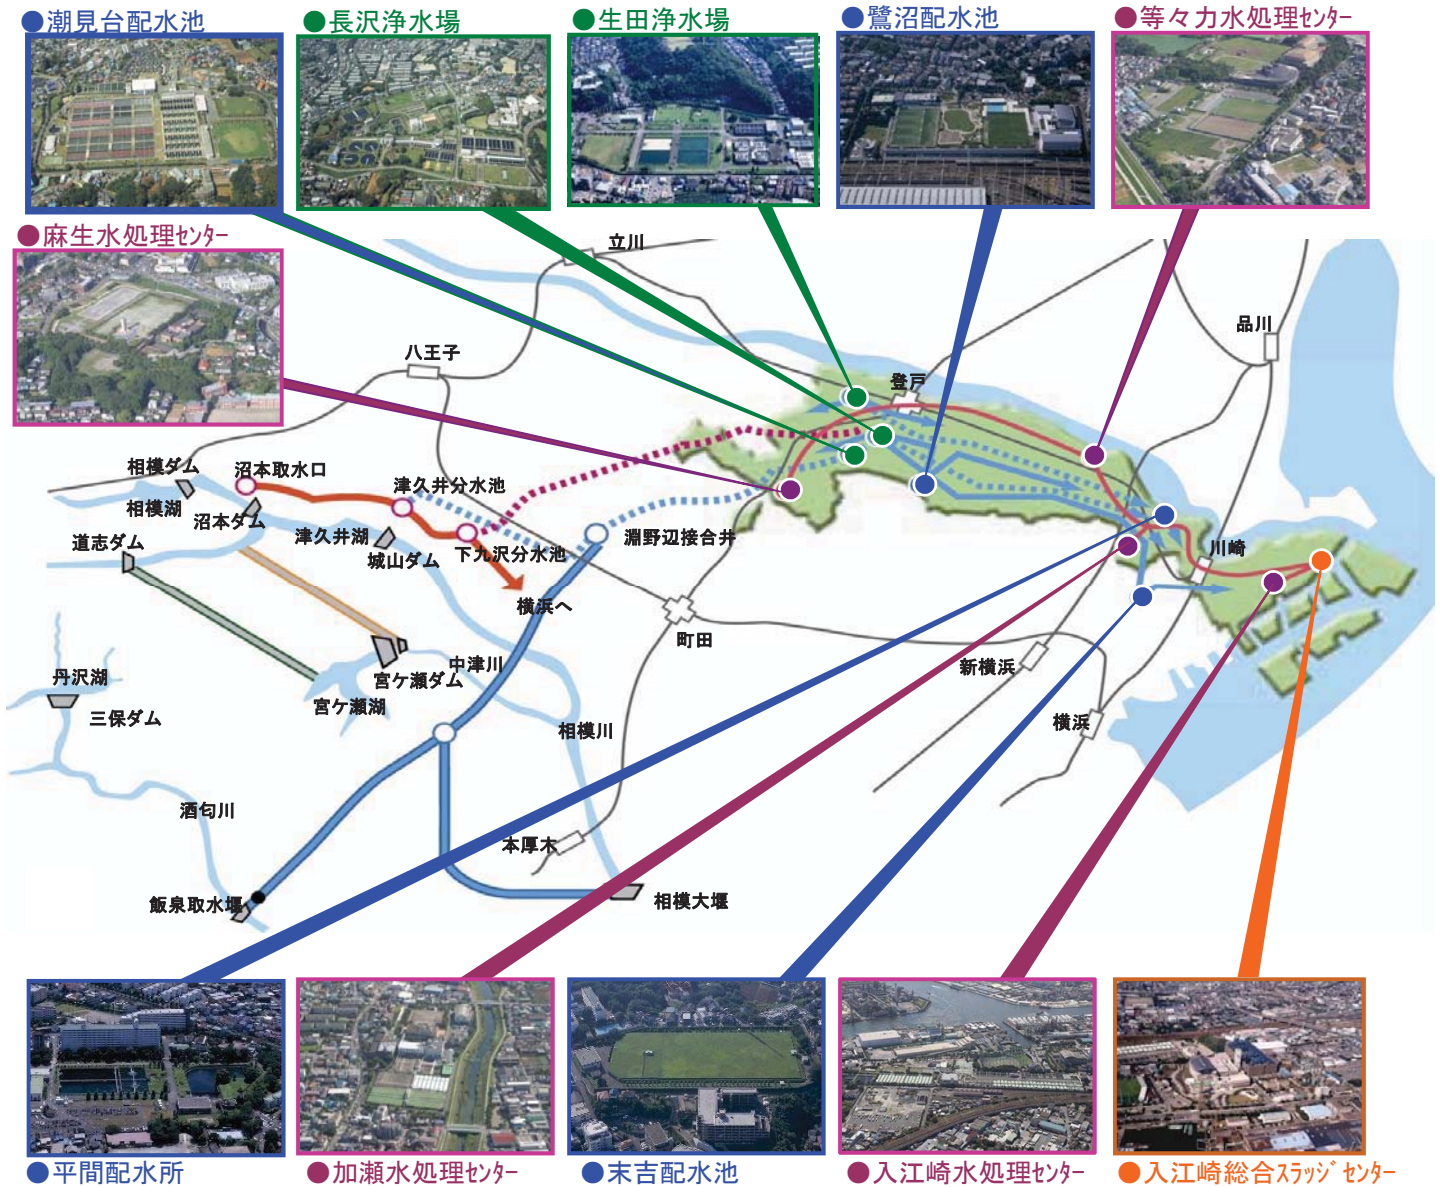 ●潮見台配水池
●長沢浄水場
●生田浄水場
●鷺沼配水池
●等々力水処理センター
●麻生水処理センター
立川
品川
八王子
登戸
相模ダム
沼本取水口
津久井分水池
相模湖
沼本ダム
津久井湖
道志ダム
城山ダム
下九沢分水池
淵野辺接合井
川崎
横浜へ
町田
中津川
新横浜
丹沢湖
宮ケ瀬ダム
宮ケ瀬湖
三保ダム
相模川
横浜
酒匂川
本厚木
飯泉取水堰
相模大堰
●平間配水所
●加瀬水処理センター
●末吉配水池
●入江崎水処理センター
●入江崎総合スラッジセンター